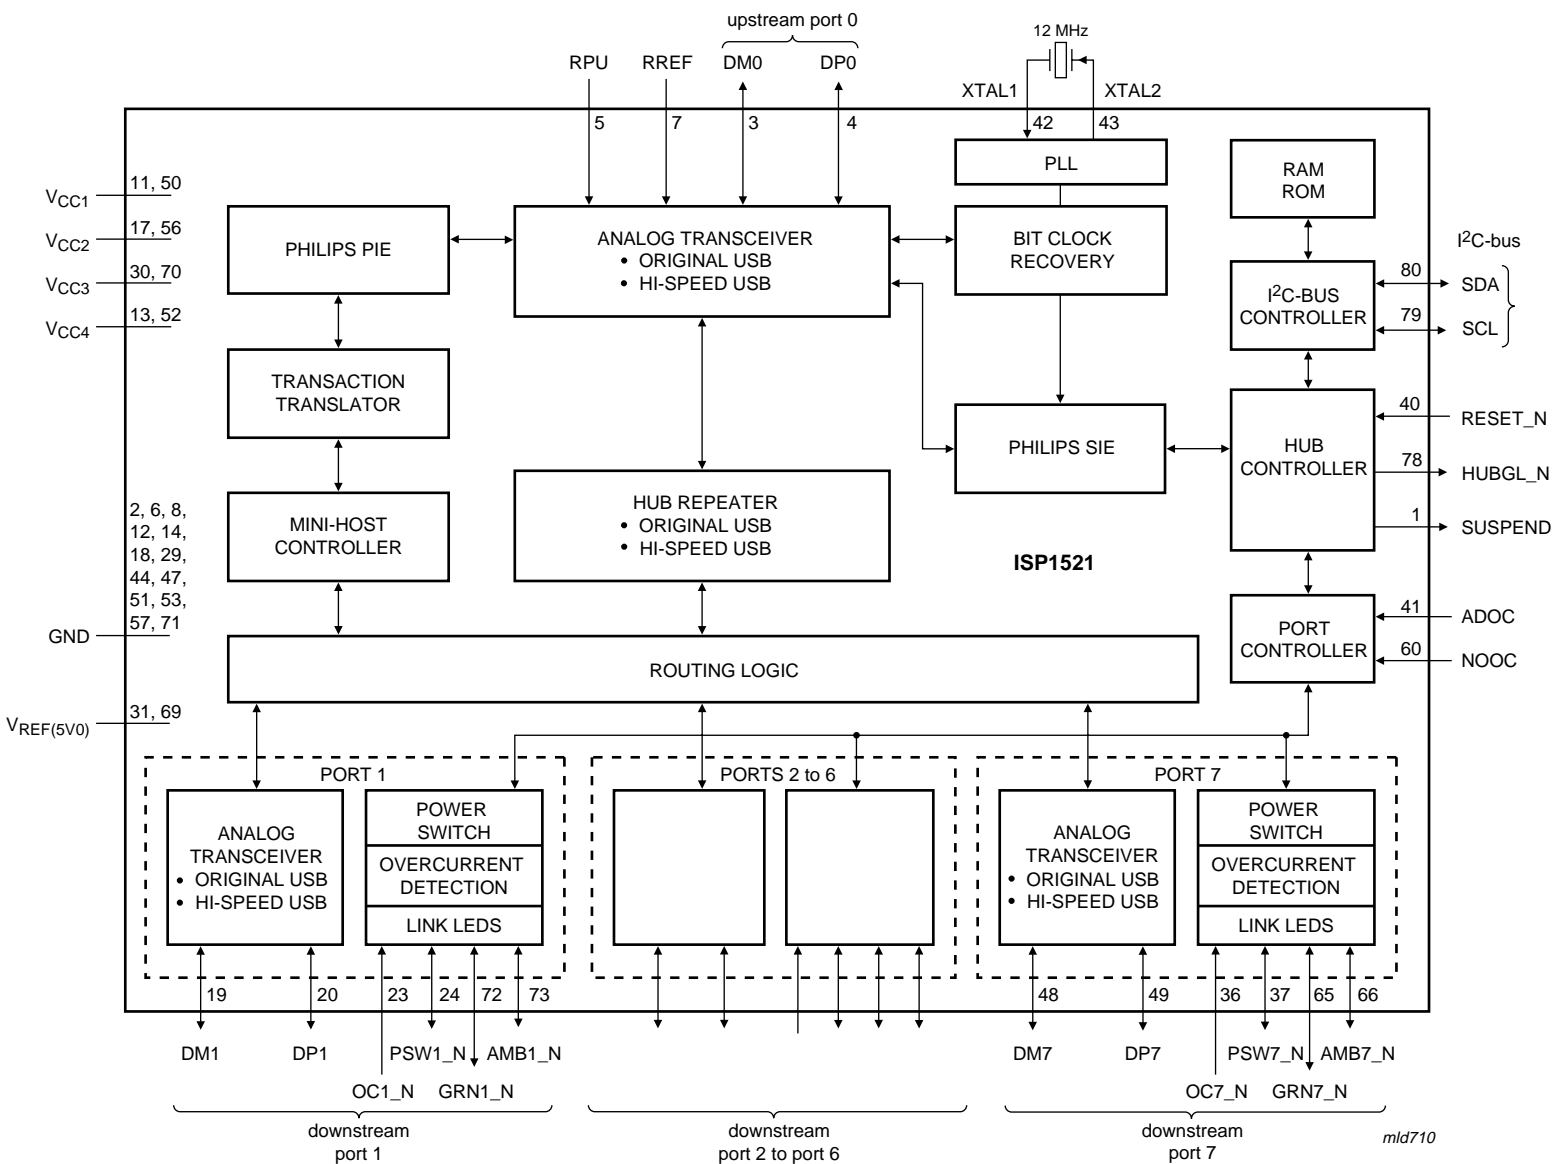 upstream port 0
12 MHz
RPU
RREF
DM0
DP0
XTAL1
XTAL2
5
7
3
4
42
43
PLL
RAM
ROM
VCC1
11, 50
VCC2
17, 56
VCC3
30, 70
VCC4
13, 52
PHILIPS PIE
ANALOG TRANSCEIVER
• ORIGINAL USB
• HI-SPEED USB
BIT CLOCK
RECOVERY
I²C-bus
I²C-BUS
CONTROLLER
80
SDA
79
SCL
TRANSACTION
TRANSLATOR
PHILIPS SIE
HUB
CONTROLLER
40
RESET_N
78
HUBGL_N
1
SUSPEND
2, 6, 8,
12, 14,
18, 29,
44, 47,
51, 53,
57, 71
GND
MINI-HOST
CONTROLLER
HUB REPEATER
• ORIGINAL USB
• HI-SPEED USB
ISP1521
PORT
CONTROLLER
41
ADOC
60
NOOC
ROUTING LOGIC
VREF(5V0)
31, 69
PORT 1
ANALOG
TRANSCEIVER
• ORIGINAL USB
• HI-SPEED USB
POWER
SWITCH
OVERCURRENT
DETECTION
LINK LEDS
PORTS 2 to 6
PORT 7
ANALOG
TRANSCEIVER
• ORIGINAL USB
• HI-SPEED USB
POWER
SWITCH
OVERCURRENT
DETECTION
LINK LEDS
19
20
23
24
72
73
48
49
36
37
65
66
DM1
DP1
PSW1_N
AMB1_N
DM7
DP7
PSW7_N
AMB7_N
OC1_N
GRN1_N
OC7_N
GRN7_N
downstream
port 1
downstream
port 2 to port 6
downstream
port 7
mld710